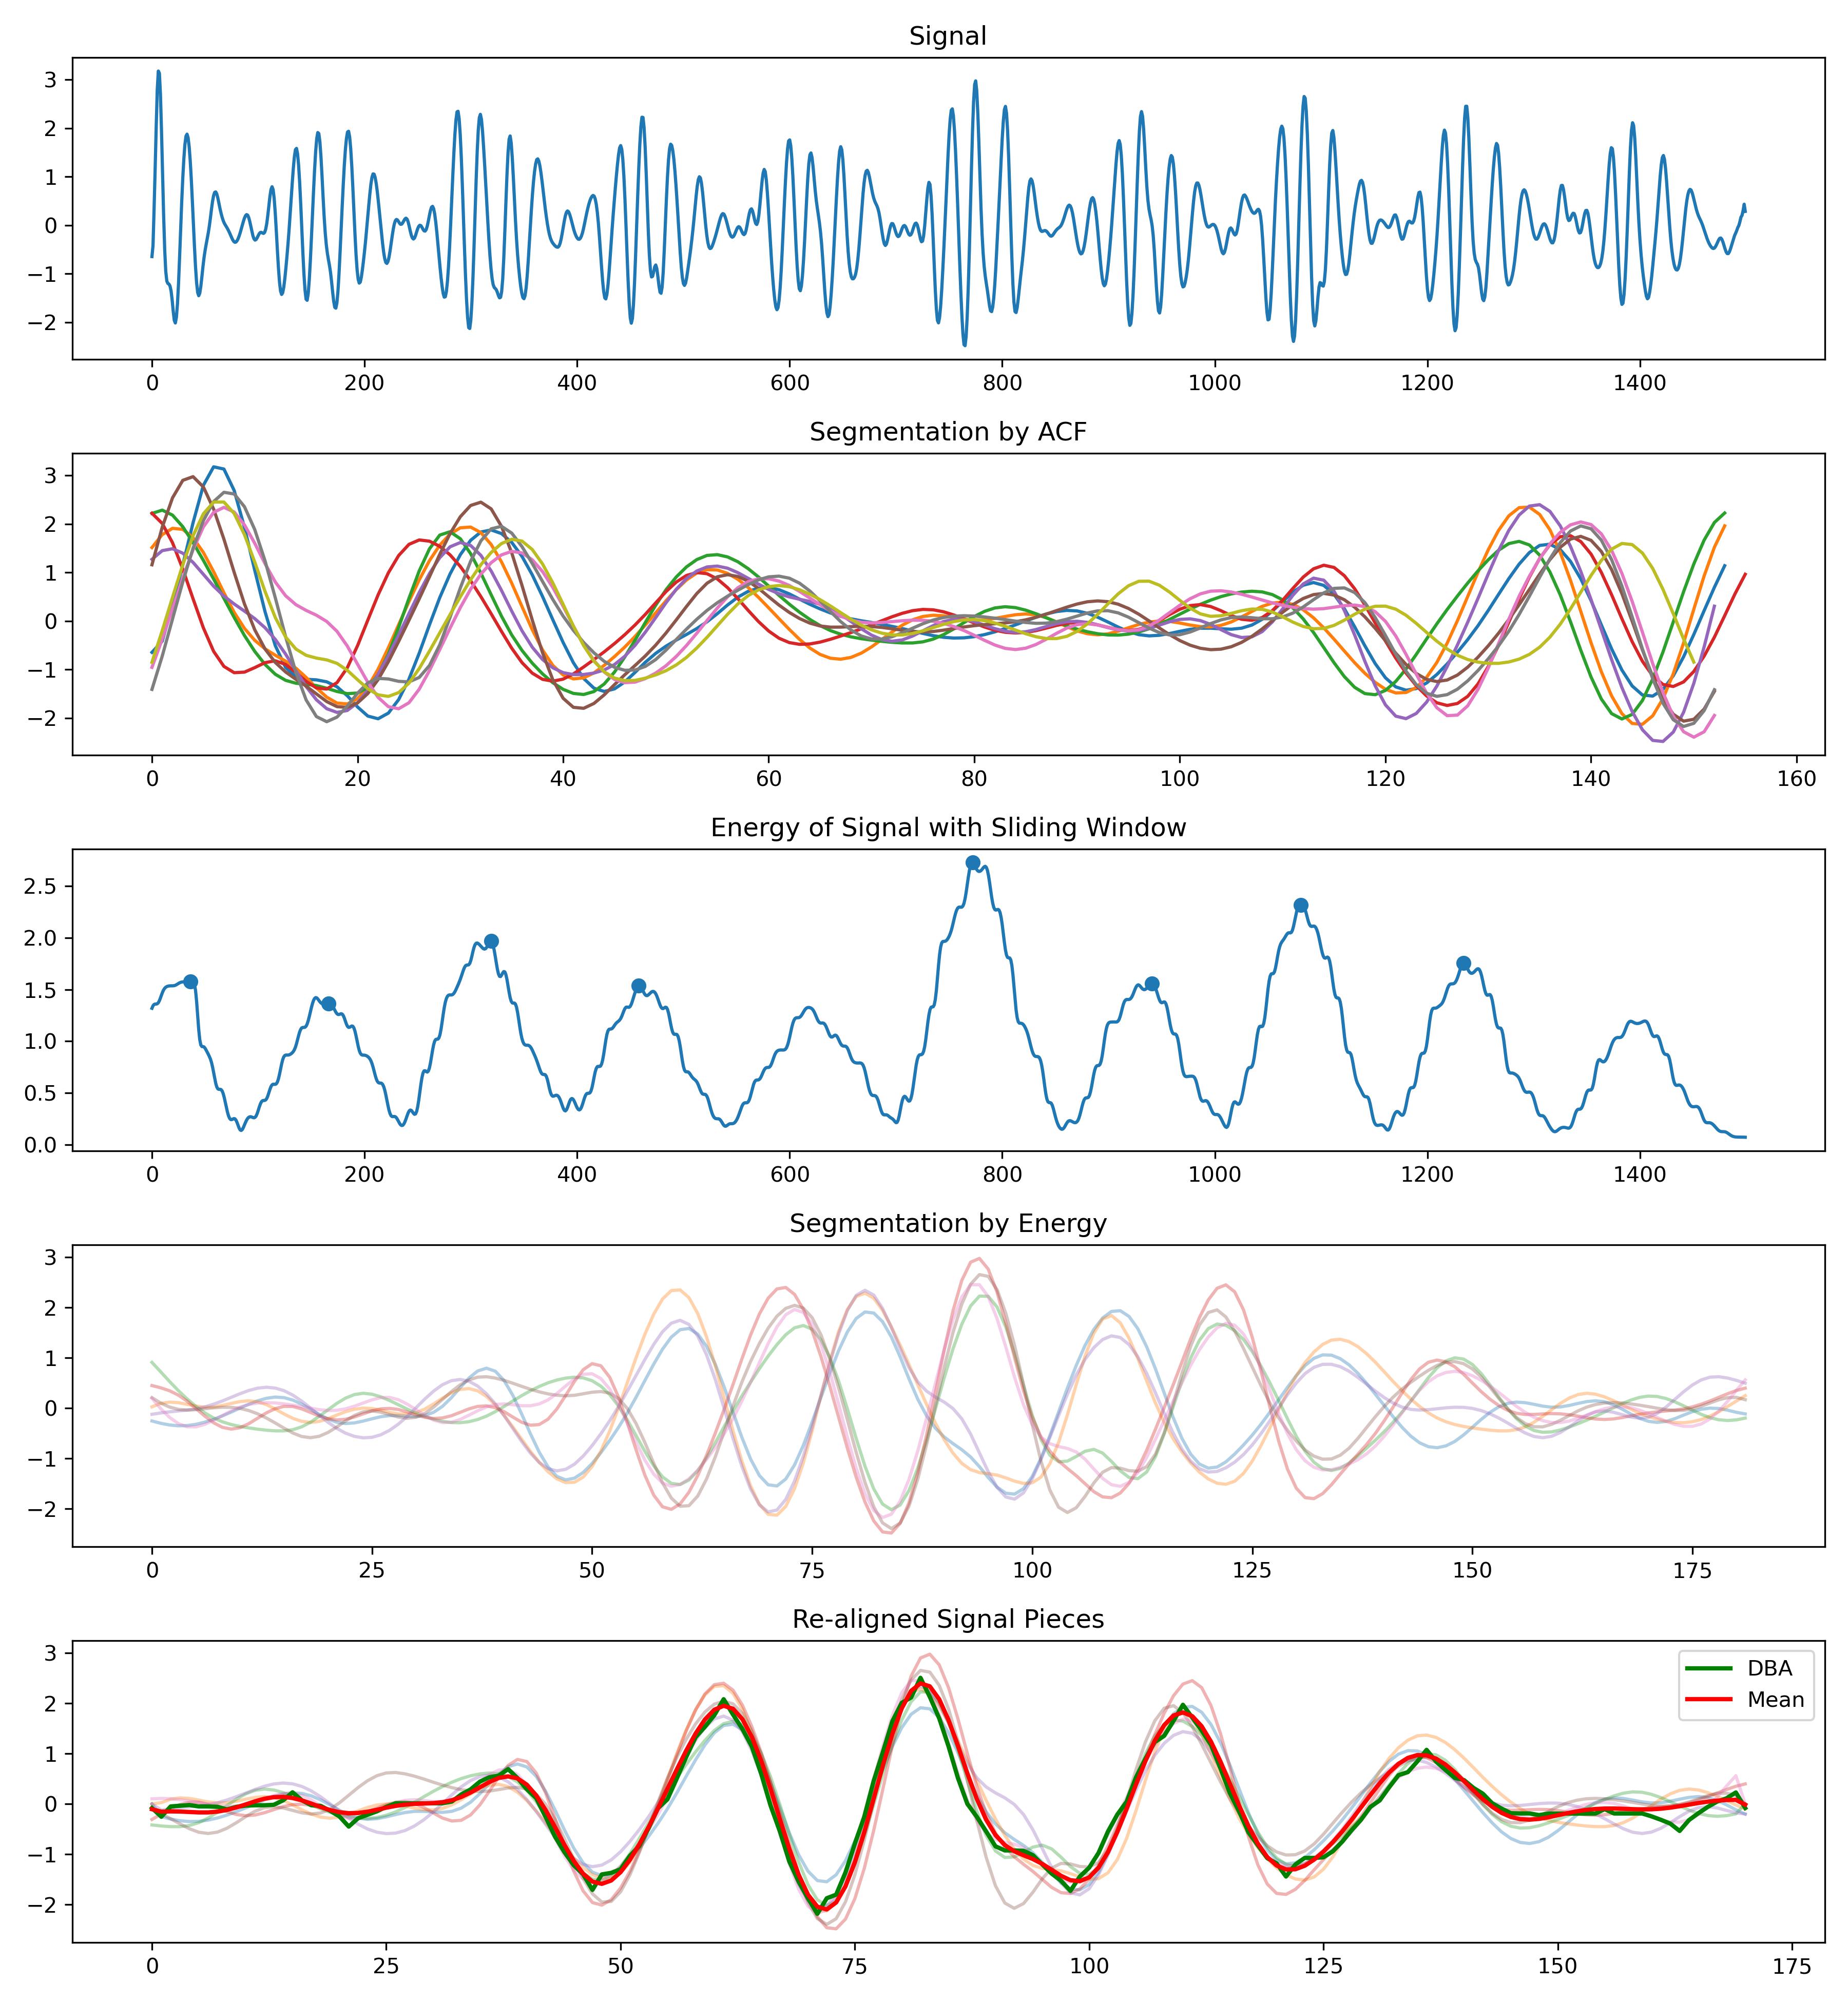 Signal
3
2
1
0
−1
−2
0 200 400 600 800 1000 1200 1400
Segmentation by ACF
3
2
1
0
−1
−2
0 20 40 60 80 100 120 140 160
Energy of Signal with Sliding Window
2.5
2.0
1.5
1.0
0.5
0.0
0 200 400 600 800 1000 1200 1400
Segmentation by Energy
3
2
1
0
−1
−2
0 25 50 75 100 125 150 175
Re-aligned Signal Pieces
3
2
1
0
−1
−2
DBA
Mean
0 25 50 75 100 125 150 175